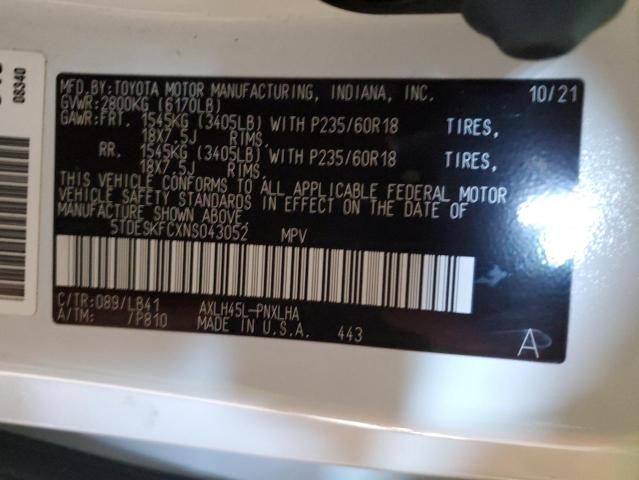 08340
MFD.BY:TOYOTA MOTOR MANUFACTURING, INDIANA, INC. 10/21
GVWR:2800KG (6170LB)
GAWR:FRT. 1545KG (3405LB) WITH P235/60R18 TIRES,
18X7.5J RIMS.
RR. 1545KG (3405LB) WITH P235/60R18 TIRES,
18X7.5J RIMS.
THIS VEHICLE CONFORMS TO ALL APPLICABLE FEDERAL MOTOR
VEHICLE SAFETY STANDARDS IN EFFECT ON THE DATE OF
MANUFACTURE SHOWN ABOVE.
5TDESKFCXNS043052 MPV
C/TR:089/LB41 AXLH45L-PNXLHA
A/TM: 7P810 MADE IN U.S.A. 443
A